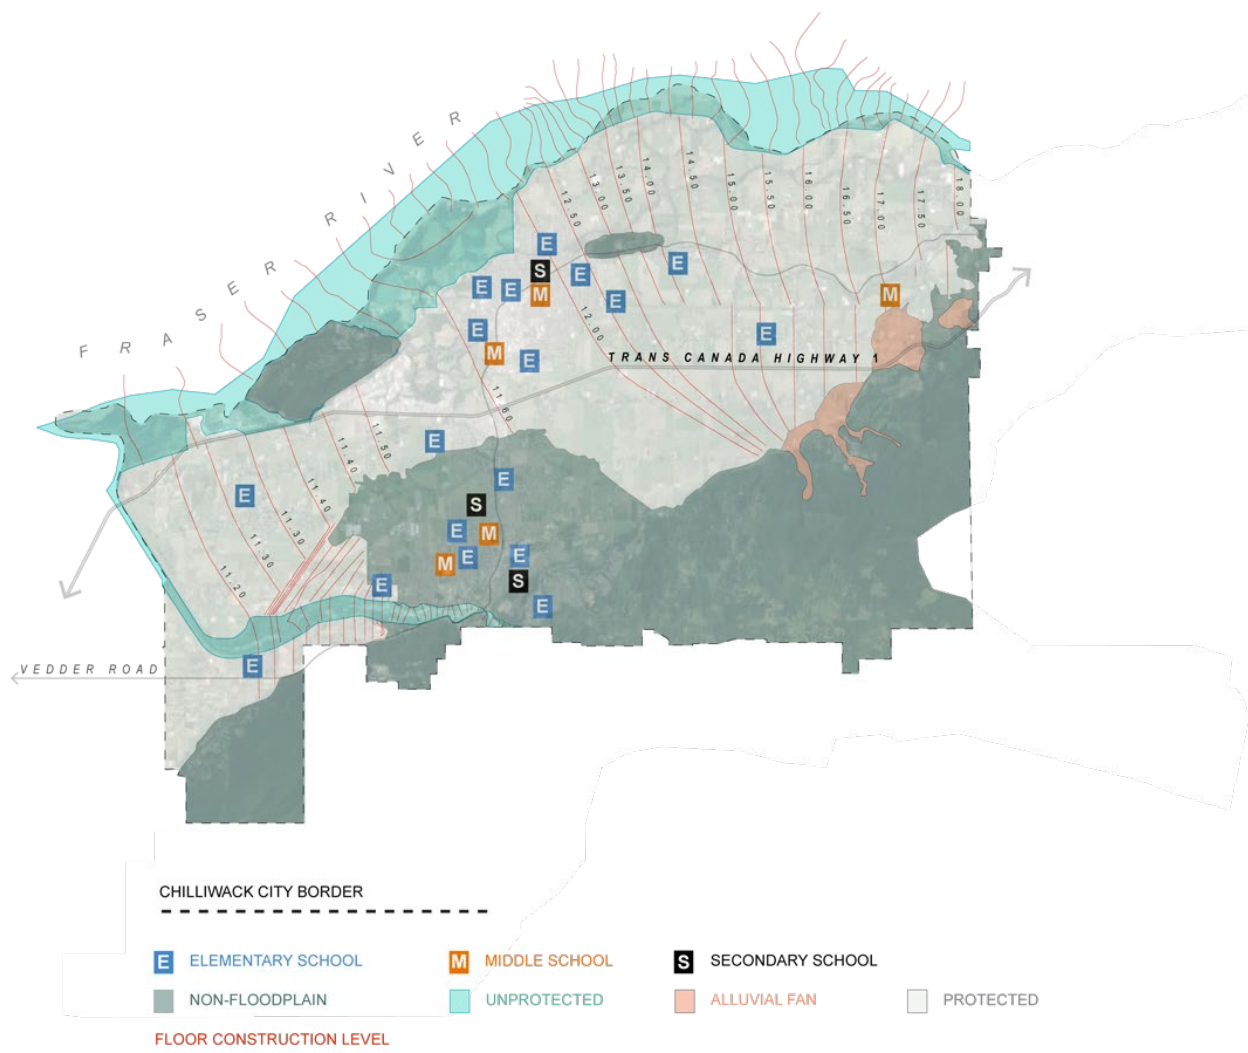 FRASER RIVER
12.50
13.00
13.50
14.00
14.50
15.00
15.50
16.00
16.50
17.00
17.50
18.00
E
S
E
E
E
E
M
M
E
E
12.00
E
M
E
TRANS CANADA HIGHWAY 1
11.60
11.50
11.40
E
E
E
11.40
S
11.30
E
M
11.30
M
E
E
11.20
E
S
E
E
VEDDER ROAD
CHILLIWACK CITY BORDER
E ELEMENTARY SCHOOL
M MIDDLE SCHOOL
S SECONDARY SCHOOL
NON-FLOODPLAIN
UNPROTECTED
ALLUVIAL FAN
PROTECTED
FLOOR CONSTRUCTION LEVEL